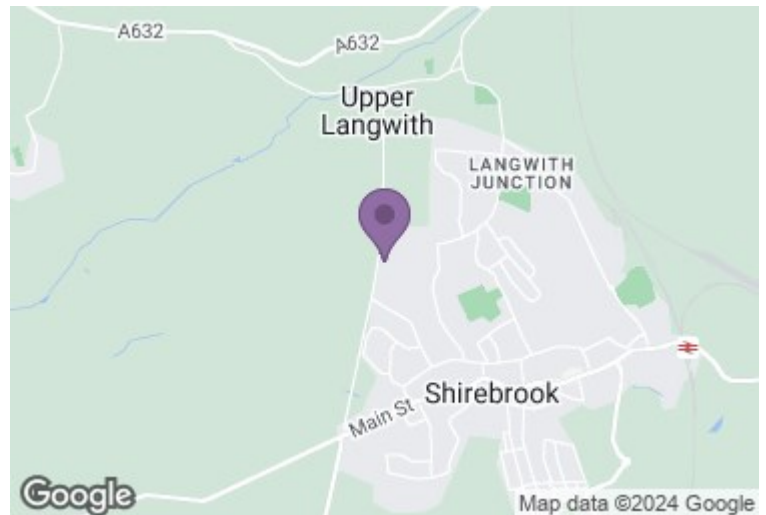 A632
A632
Upper
Langwith
LANGWITH
JUNCTION
Shirebrook
Main St
Google
Map data ©2024 Google